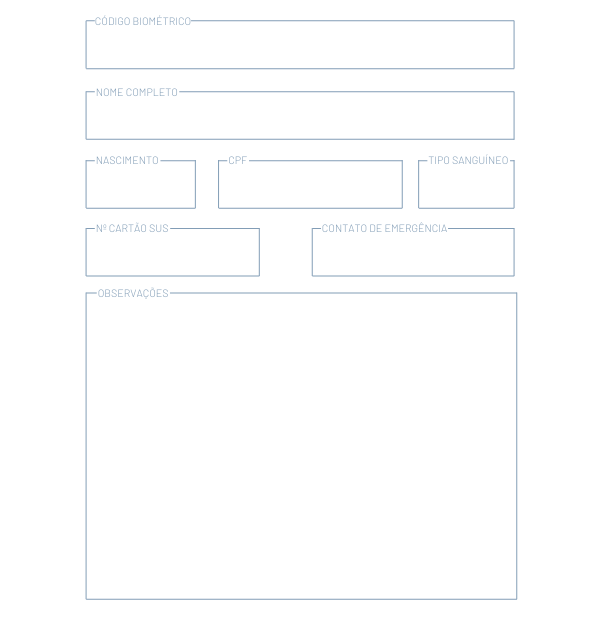 CÓDIGO BIOMÉTRICO
NOME COMPLETO
NASCIMENTO
CPF
TIPO SANGUÍNEO
Nº CARTÃO SUS
CONTATO DE EMERGÊNCIA
OBSERVAÇÕES